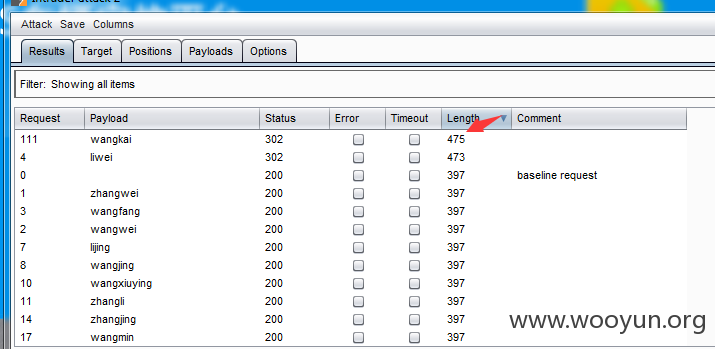 Intruder attack 2
Attack Save Columns
Results Target Positions Payloads Options
Filter: Showing all items
Request Payload Status Error Timeout Length Comment
111 wangkai 302 475
4 liwei 302 473
0 200 397 baseline request
1 zhangwei 200 397
3 wangfang 200 397
2 wangwei 200 397
7 lijing 200 397
8 wangjing 200 397
10 wangxiuying 200 397
11 zhangli 200 397
14 zhangjing 200 397
17 wangmin 200 397
www.wooyun.org